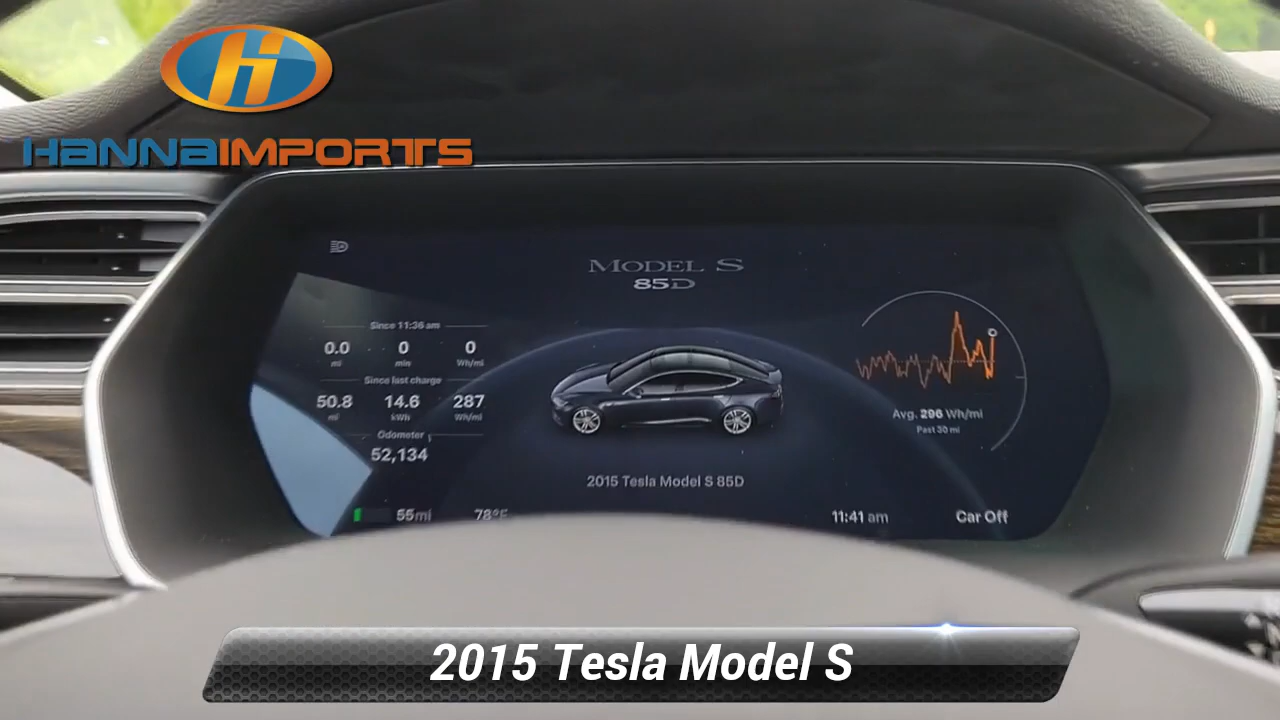 H
HANNAIMPORTS
MODEL S
85D
Since 11:36 am
0.0 0 0
mi min Wh/mi
Since last charge
50.8 14.6 287
mi kWh Wh/mi
Odometer
52,134
Avg. 296 Wh/mi
Past 30 mi
2015 Tesla Model S 85D
55mi 78°F 11:41 am Car Off
2015 Tesla Model S